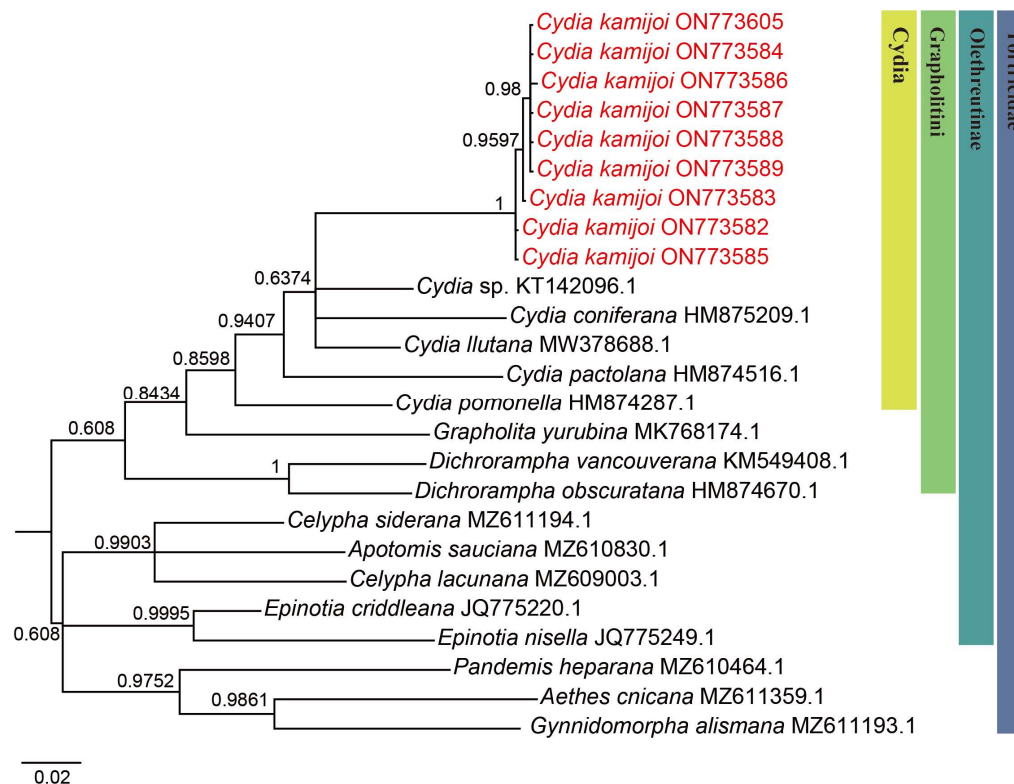 Cydia kamijoi ON773605
Cydia kamijoi ON773584
Cydia kamijoi ON773586
0.98
Cydia kamijoi ON773587
0.9597
Cydia kamijoi ON773588
Cydia kamijoi ON773589
1
Cydia kamijoi ON773583
Cydia kamijoi ON773582
Cydia kamijoi ON773585
0.6374
Cydia sp. KT142096.1
Cydia coniferana HM875209.1
0.9407
Cydia llutana MW378688.1
0.8598
Cydia pactolana HM874516.1
0.8434
Cydia pomonella HM874287.1
0.608
Grapholita yurubina MK768174.1
Dichrorampha vancouverana KM549408.1
1
Dichrorampha obscuratana HM874670.1
Celypha siderana MZ611194.1
0.9903
Apotomis sauciana MZ610830.1
Celypha lacunana MZ609003.1
0.9995
Epinotia criddleana JQ775220.1
0.608
Epinotia nisella JQ775249.1
Pandemis heparana MZ610464.1
0.9752
Aethes cnicana MZ611359.1
0.9861
Gynnidomorpha alismana MZ611193.1
0.02
Cydia
Grapholitini
Olethreutinae